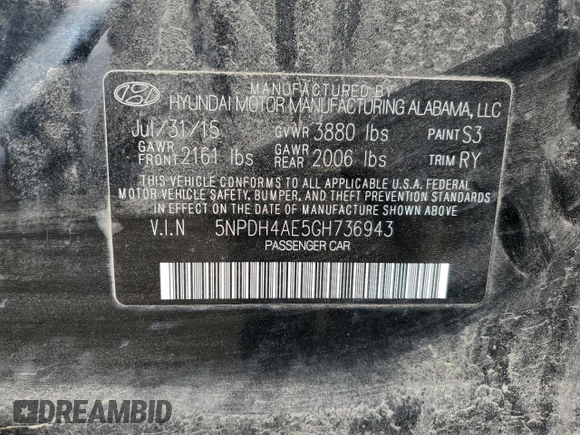 MANUFACTURED BY
HYUNDAI MOTOR MANUFACTURING ALABAMA, LLC
Jul/31/15 GVWR 3880 lbs PAINT S3
GAWR FRONT 2161 lbs GAWR REAR 2006 lbs TRIM RY
THIS VEHICLE CONFORMS TO ALL APPLICABLE U.S.A. FEDERAL
MOTOR VEHICLE SAFETY, BUMPER, AND THEFT PREVENTION STANDARDS
IN EFFECT ON THE DATE OF MANUFACTURE SHOWN ABOVE.
V.I.N 5NPDH4AE5GH736943
PASSENGER CAR
DREAMBID